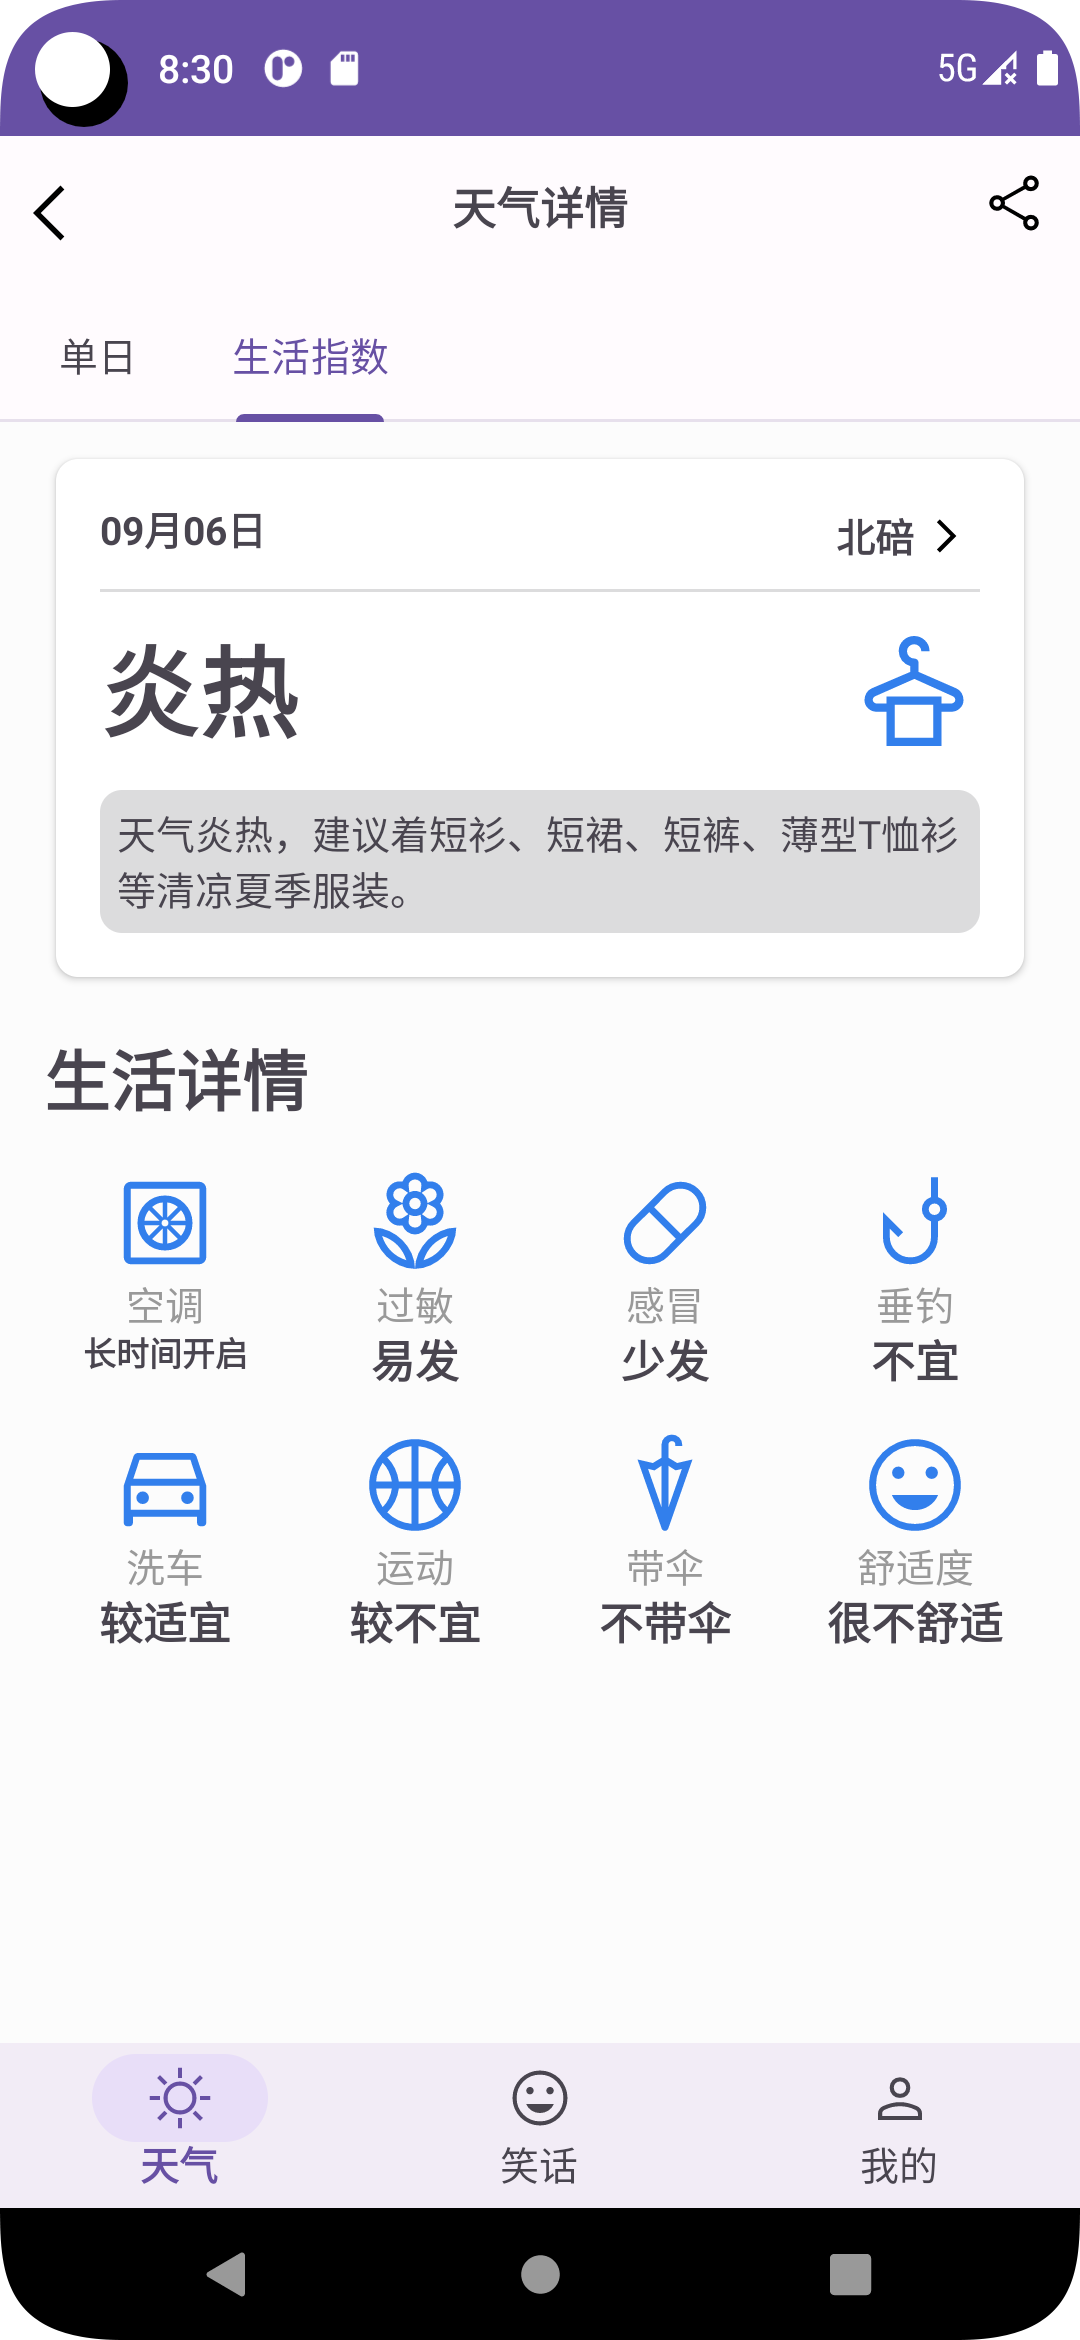 8:30
5G
天气详情
单日
生活指数
09月06日
北碚
炎热
天气炎热，建议着短衫、短裙、短裤、薄型T恤衫
等清凉夏季服装。
生活详情
空调
过敏
感冒
垂钓
长时间开启
易发
少发
不宜
洗车
运动
带伞
舒适度
较适宜
较不宜
不带伞
很不舒适
天气
笑话
我的